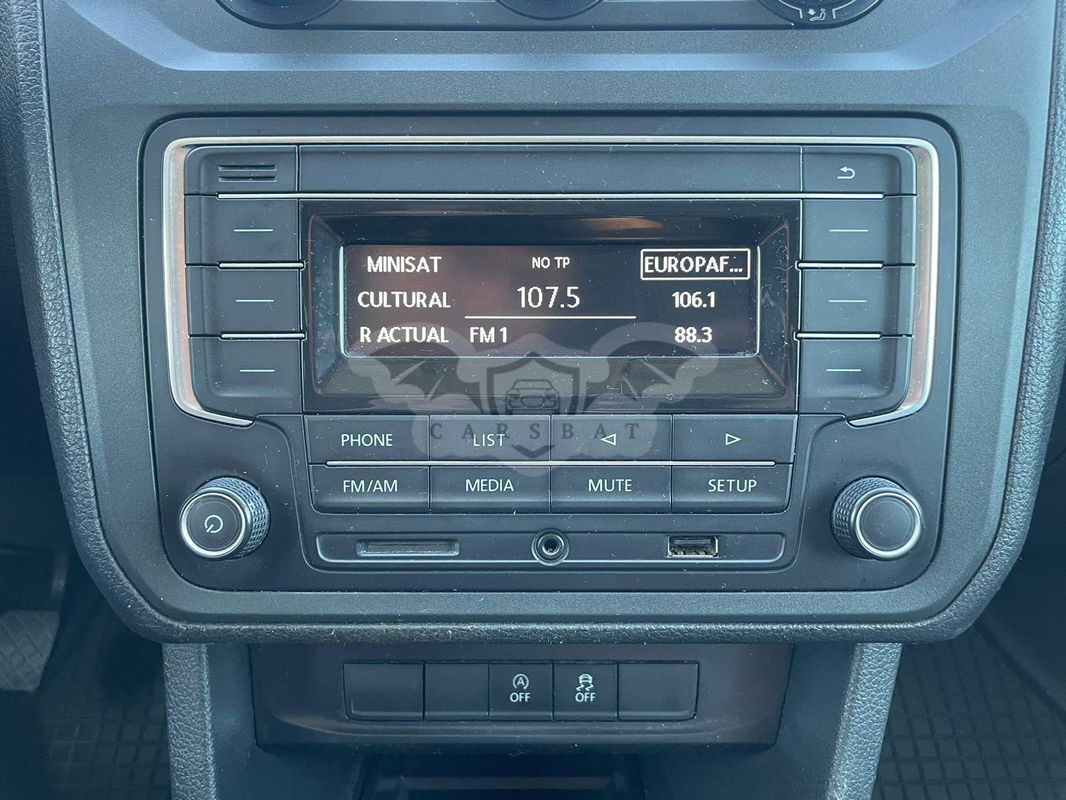 MINISAT NO TP EUROPAF...
CULTURAL 107.5 106.1
R ACTUAL FM 1 88.3
CARSBAT
PHONE LIST
FM/AM MEDIA MUTE SETUP
A OFF OFF